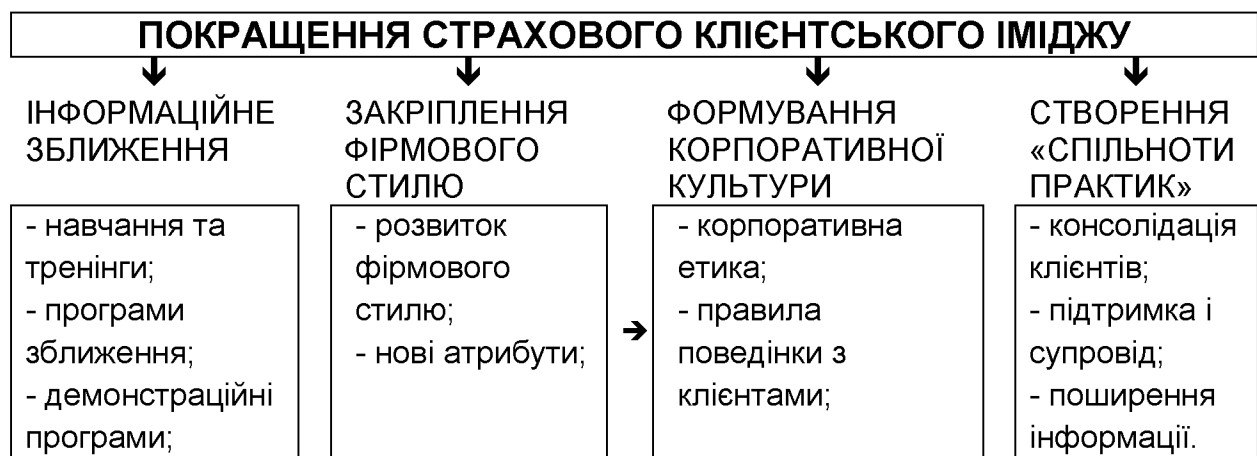 ПОКРАЩЕННЯ СТРАХОВОГО КЛІЄНТСЬКОГО ІМІДЖУ
ІНФОРМАЦІЙНЕ
ЗБЛИЖЕННЯ
- навчання та
тренінги;
- програми
зближення;
- демонстраційні
програми;
ЗАКРІПЛЕННЯ
ФІРМОВОГО
СТИЛЮ
- розвиток
фірмового
стилю;
- нові атрибути;
ФОРМУВАННЯ
КОРПОРАТИВНОЇ
КУЛЬТУРИ
- корпоративна
етика;
- правила
поведінки з
клієнтами;
СТВОРЕННЯ
«СПІЛЬНОТИ
ПРАКТИК»
- консолідація
клієнтів;
- підтримка і
супровід;
- поширення
інформації.